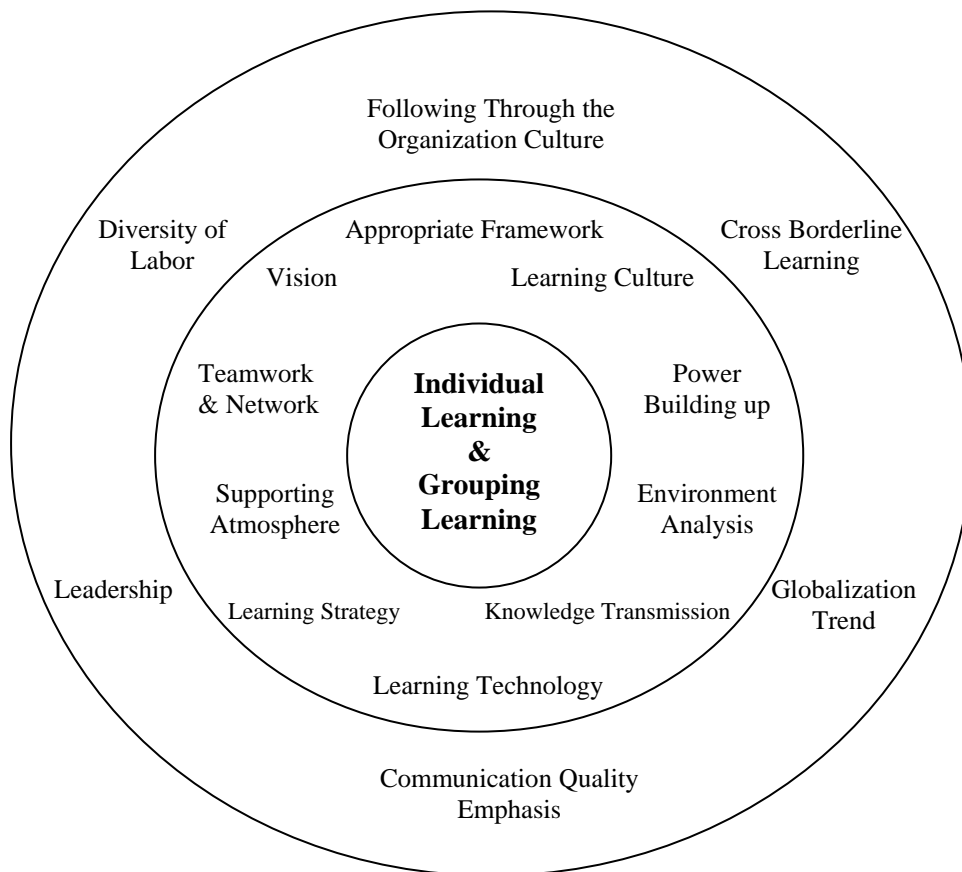 Following Through the
Organization Culture
Diversity of
Labor
Cross Borderline
Learning
Appropriate Framework
Vision
Learning Culture
Teamwork
& Network
Individual
Learning
&
Grouping
Learning
Power
Building up
Supporting
Atmosphere
Environment
Analysis
Leadership
Learning Strategy
Knowledge Transmission
Globalization
Trend
Learning Technology
Communication Quality
Emphasis